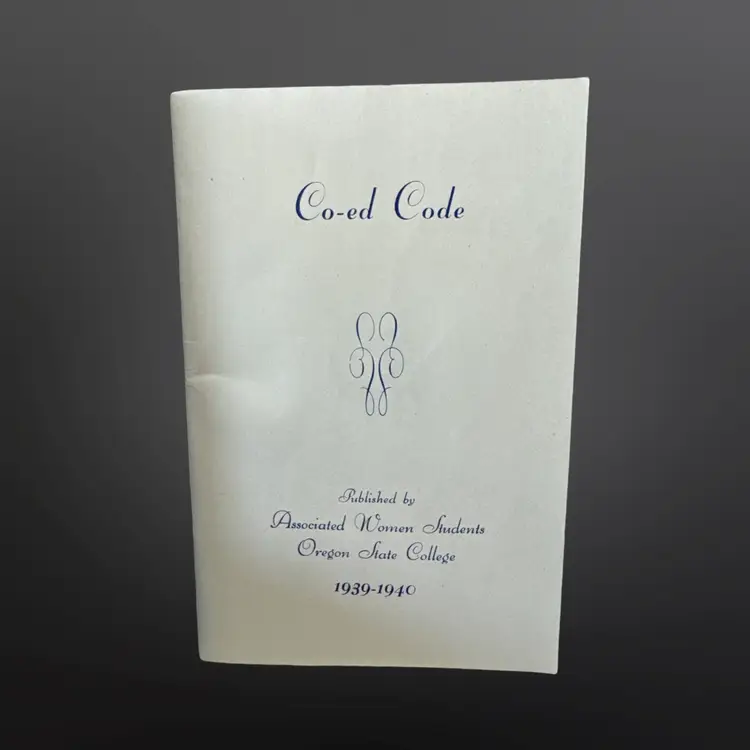 Co-ed Code
Published by
Associated Women Students
Oregon State College
1939-1940